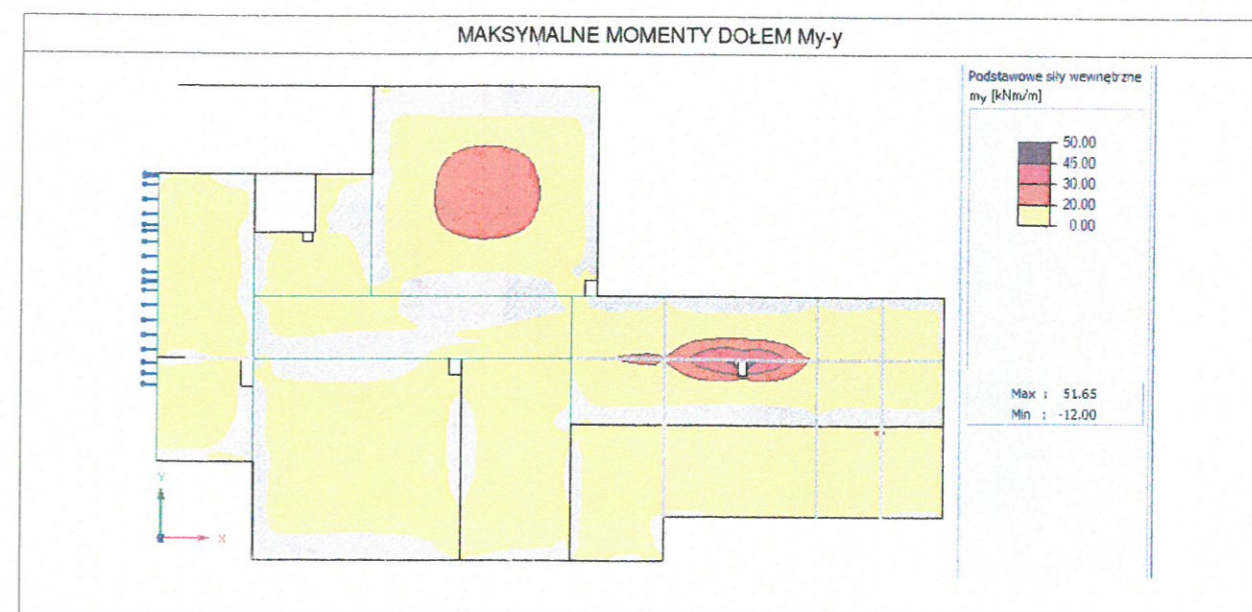 MAKSYMALNE MOMENTY DOŁEM My-y
Podstawowe siły wewnętrzne
my [kNm/m]
50.00
45.00
30.00
20.00
0.00
Max : 51.65
Min : -12.00
Y
X